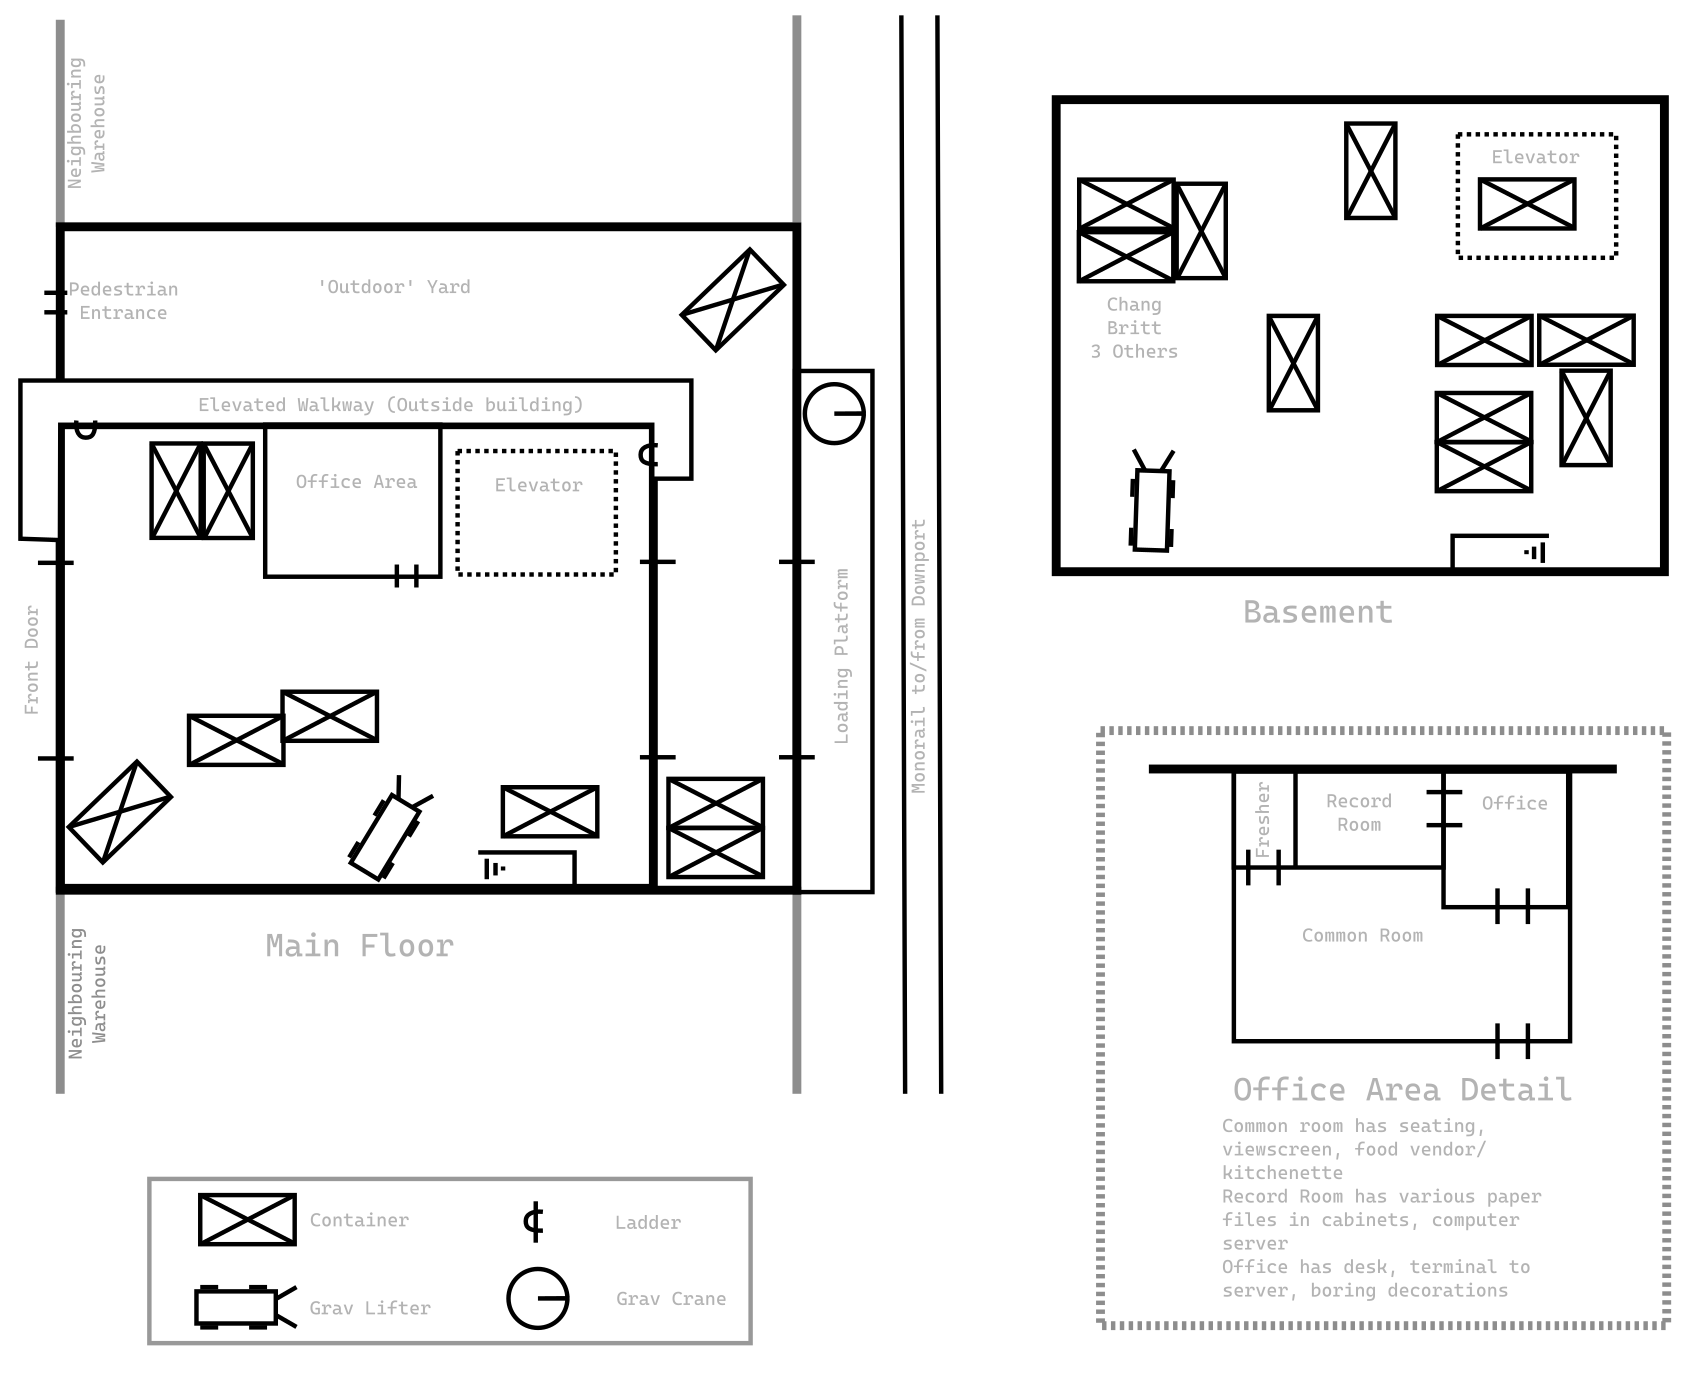 Neighbouring
Warehouse
Pedestrian
Entrance
'Outdoor' Yard
Elevated Walkway (Outside building)
Office Area
Elevator
Front Door
Loading Platform
Monorail to/from Downport
Main Floor
Neighbouring
Warehouse
Elevator
Chang
Britt
3 Others
Basement
Fresher
Record
Room
Office
Common Room
Office Area Detail
Common room has seating,
viewscreen, food vendor/
kitchenette
Record Room has various paper
files in cabinets, computer
server
Office has desk, terminal to
server, boring decorations
Container
Ladder
Grav Lifter
Grav Crane